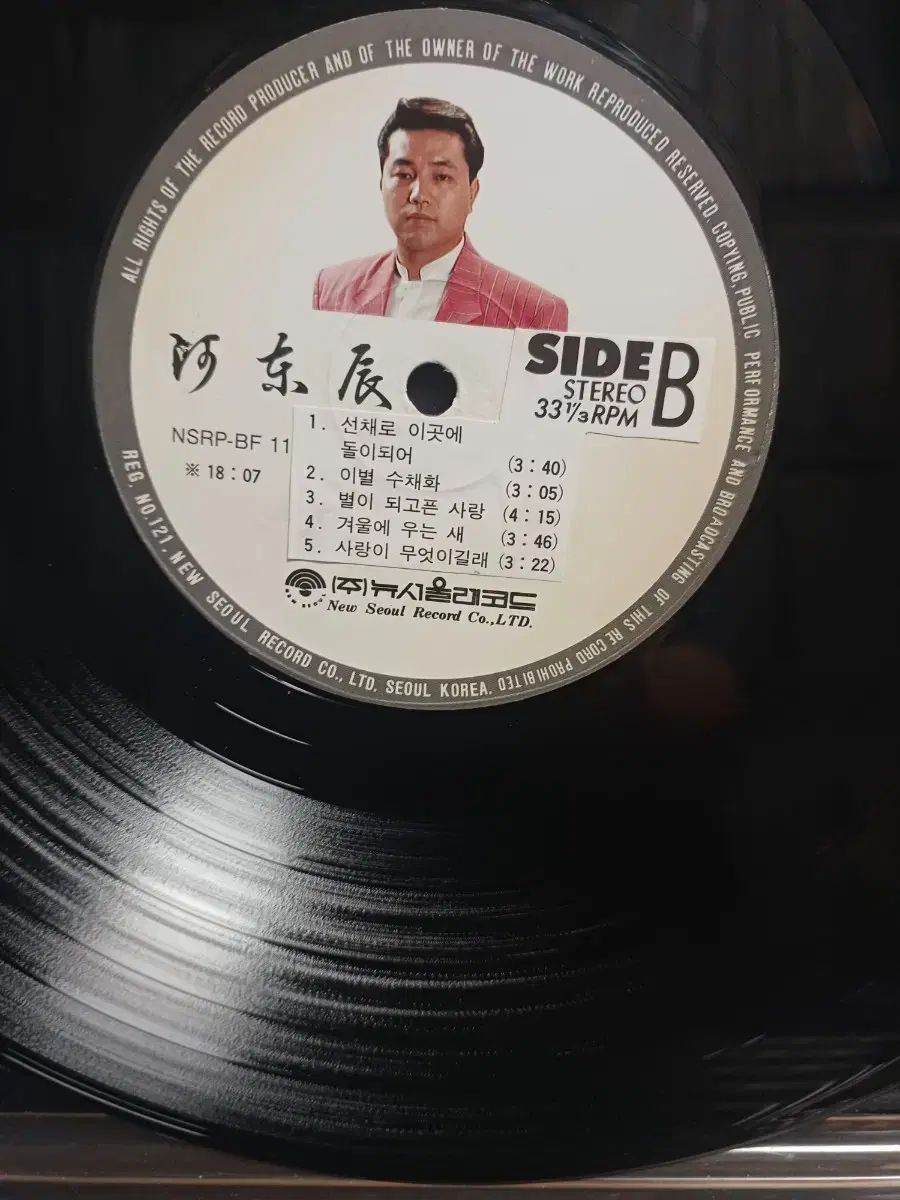 ALL RIGHTS OF THE RECORD PRODUCER AND OF THE OWNER OF THE WORK REPRODUCED RESERVED. COPYING, PUBLIC PERFORMANCE AND BROADCASTING OF THIS RECORD PROHIBITED
河东辰
SIDE B
STEREO
33 1/3 RPM
NSRP-BF 11
※ 18:07
1. 선채로 이곳에
돌이되어 (3:40)
2. 이별 수채화 (3:05)
3. 별이 되고픈 사랑 (4:15)
4. 겨울에 우는 새 (3:46)
5. 사랑이 무엇이길래 (3:22)
(주)뉴서울레코드
New Seoul Record Co.,LTD.
REG. NO.121. NEW SEOUL RECORD CO., LTD. SEOUL KOREA.